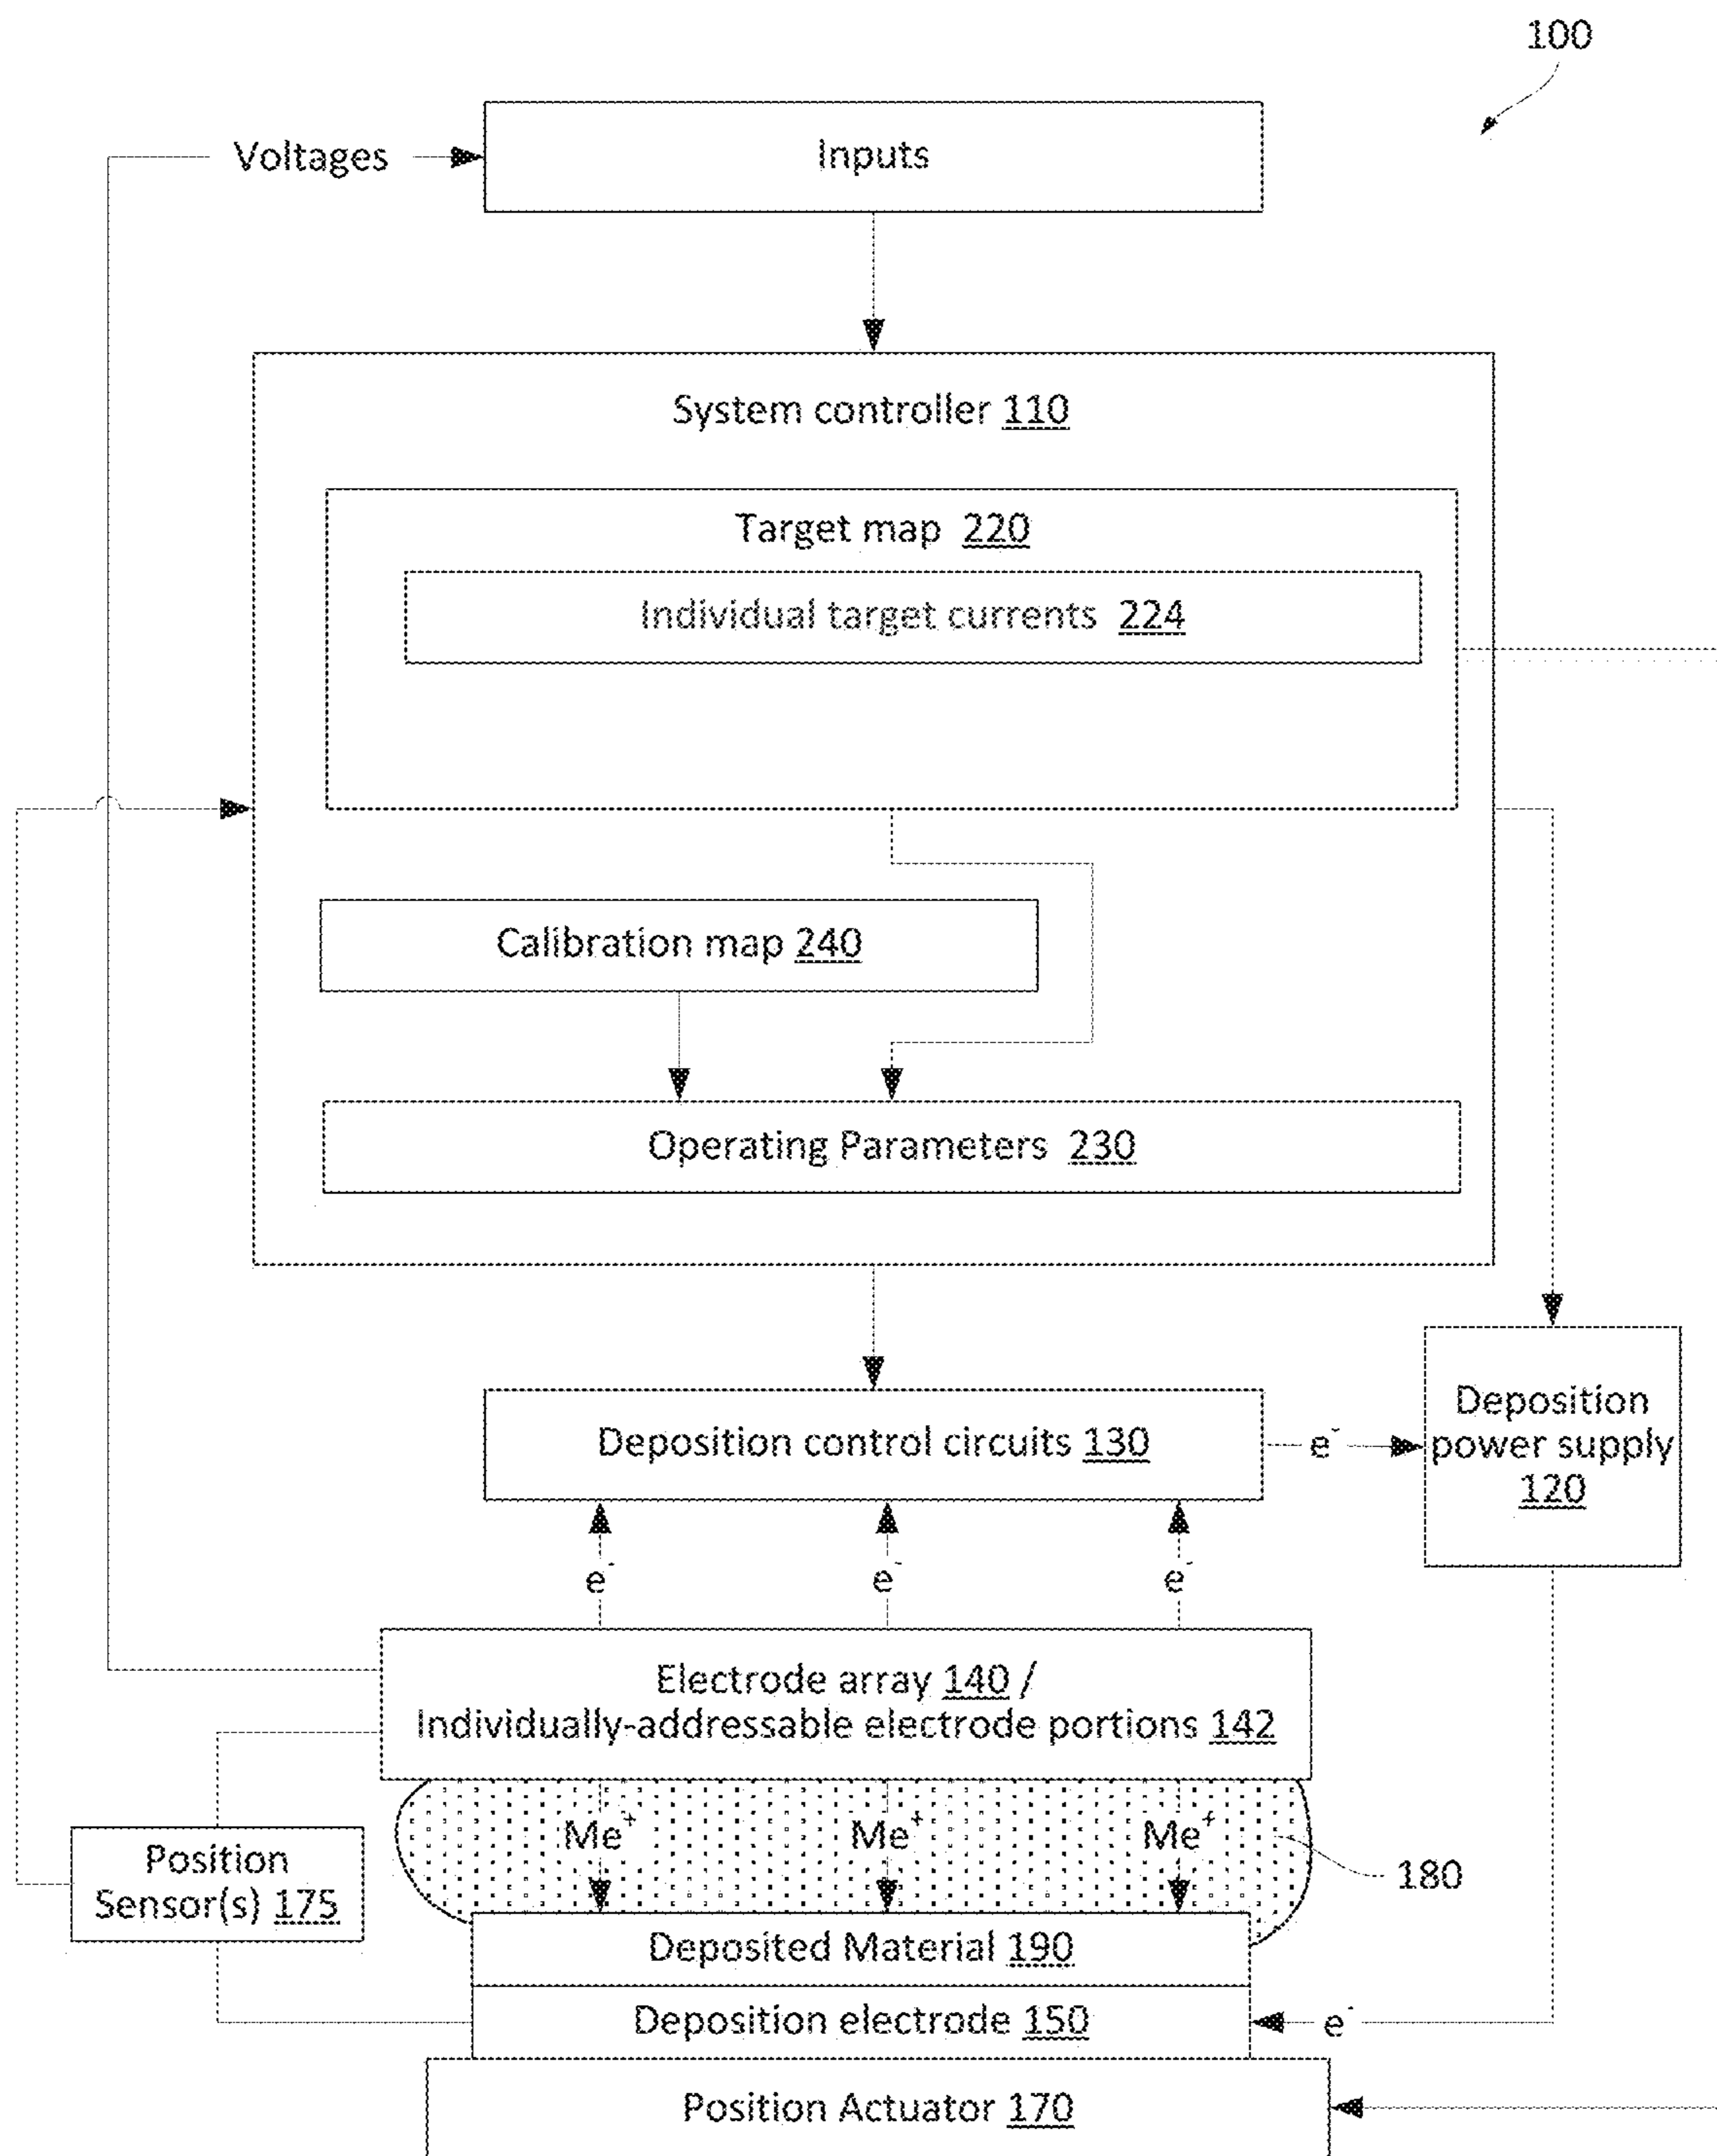 100
Voltages
Inputs
System controller 110
Target map 220
Individual target currents 224
Calibration map 240
Operating Parameters 230
Deposition control circuits 130
e-
Deposition
power supply
120
e- e- e-
Electrode array 140 /
Individually-addressable electrode portions 142
Me+ Me+ Me+
180
Position
Sensor(s) 175
Deposited Material 190
Deposition electrode 150
e-
Position Actuator 170